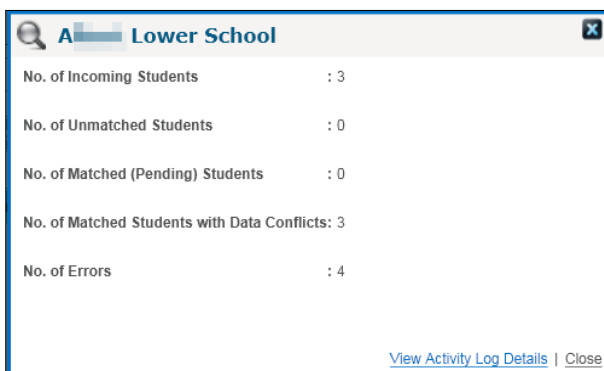 A Lower School
No. of Incoming Students : 3
No. of Unmatched Students : 0
No. of Matched (Pending) Students : 0
No. of Matched Students with Data Conflicts: 3
No. of Errors : 4
View Activity Log Details | Close